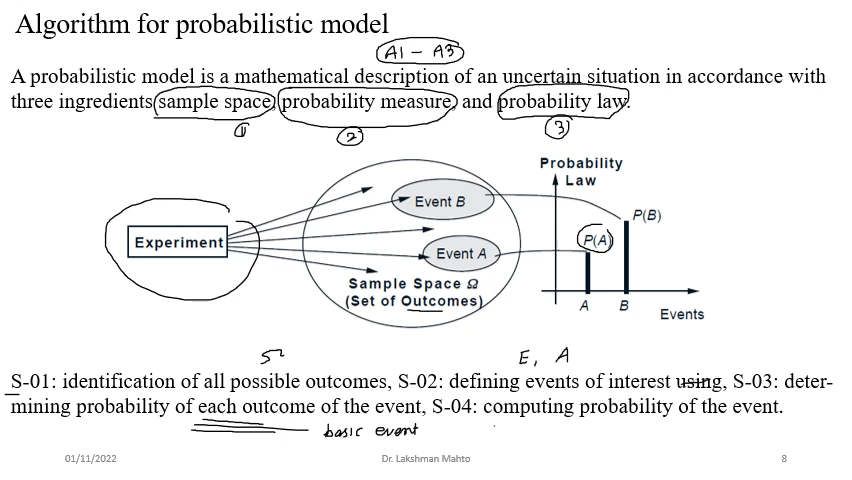 Algorithm for probabilistic model
A1 - A3
A probabilistic model is a mathematical description of an uncertain situation in accordance with
three ingredients sample space, probability measure, and probability law.
1
2
3
Probability
Law
Event B
P(B)
Experiment
P(A)
Event A
Sample Space Ω
(Set of Outcomes)
A B
Events
E, A
S-01: identification of all possible outcomes, S-02: defining events of interest using, S-03: deter-
mining probability of each outcome of the event, S-04: computing probability of the event.
basic event
01/11/2022 Dr. Lakshman Mahto 8